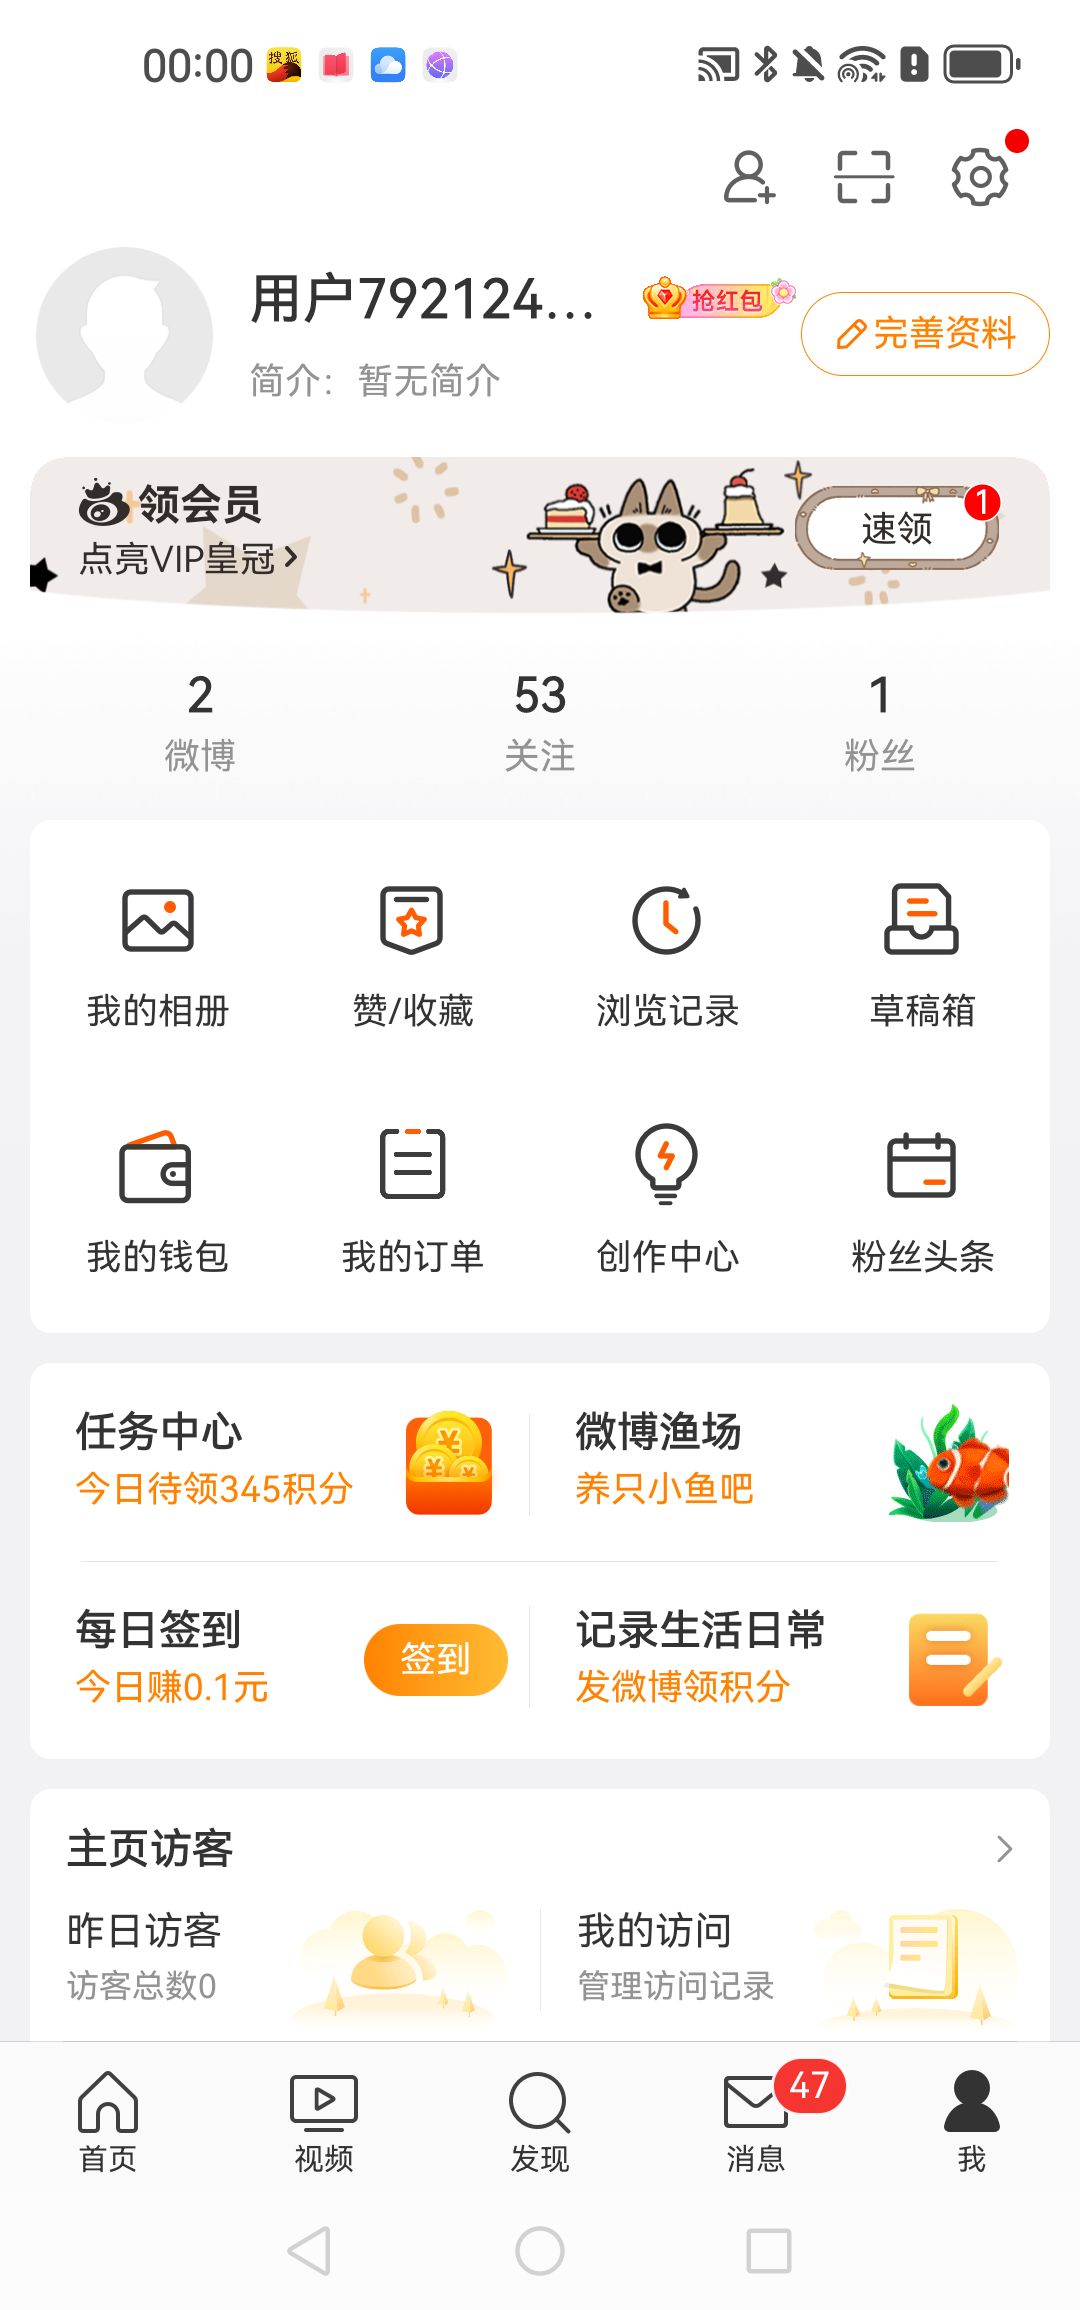 00:00
搜狐
用户792124...
抢红包
完善资料
简介：暂无简介
领会员
点亮VIP皇冠
速领
1
2
53
1
微博
关注
粉丝
我的相册
赞/收藏
浏览记录
草稿箱
我的钱包
我的订单
创作中心
粉丝头条
任务中心
今日待领345积分
微博渔场
养只小鱼吧
每日签到
今日赚0.1元
签到
记录生活日常
发微博领积分
主页访客
昨日访客
访客总数0
我的访问
管理访问记录
47
首页
视频
发现
消息
我